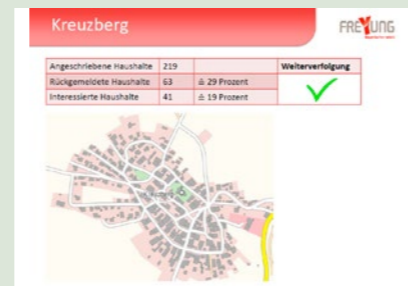 Kreuzberg
FREYUNG
Angeschriebene Haushalte 219 Weiterverfolgung
Rückgemeldete Haushalte 63 ≙ 29 Prozent
Interessierte Haushalte 41 ≙ 19 Prozent